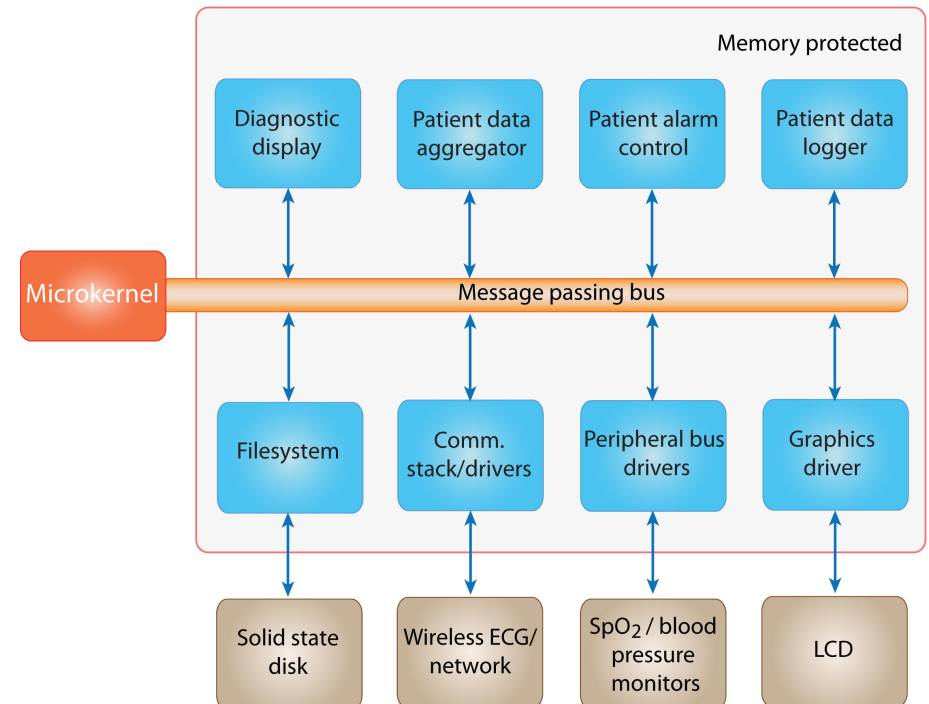 Memory protected
Diagnostic
display
Patient data
aggregator
Patient alarm
control
Patient data
logger
Microkernel
Message passing bus
Filesystem
Comm.
stack/drivers
Peripheral bus
drivers
Graphics
driver
Solid state
disk
Wireless ECG/
network
SpO2 / blood
pressure
monitors
LCD